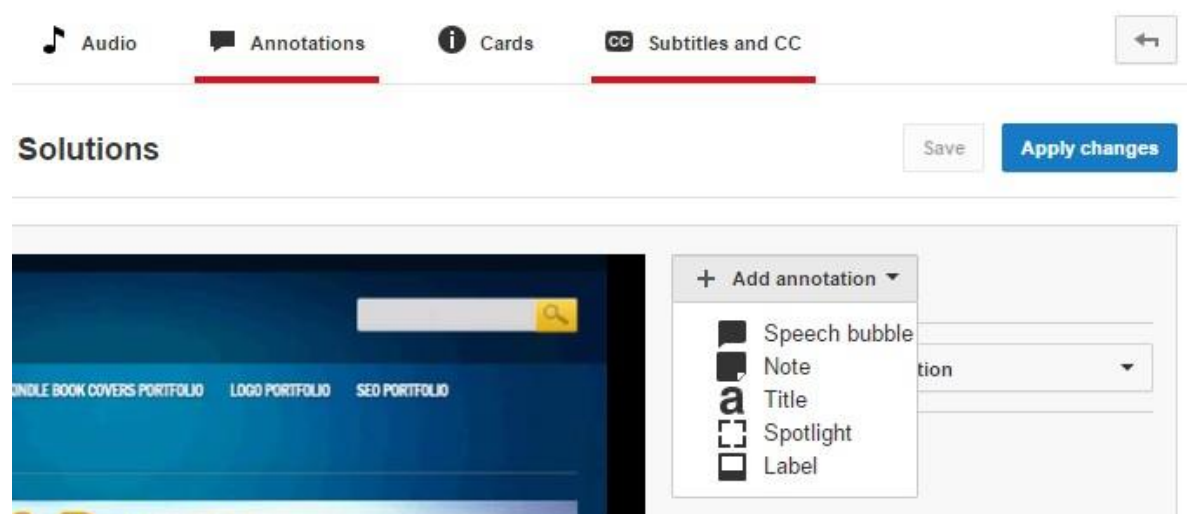 Audio Annotations Cards CC Subtitles and CC
Solutions Save Apply changes
+ Add annotation
Speech bubble
Note
tion
a Title
Spotlight
Label
BOOK COVERS PORTFOLIO LOGO PORTFOLIO SEO PORTFOLIO